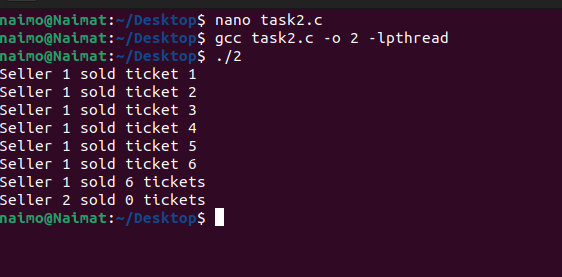 naimo@Naimat:~/Desktop$ nano task2.c
naimo@Naimat:~/Desktop$ gcc task2.c -o 2 -lpthread
naimo@Naimat:~/Desktop$ ./2
Seller 1 sold ticket 1
Seller 1 sold ticket 2
Seller 1 sold ticket 3
Seller 1 sold ticket 4
Seller 1 sold ticket 5
Seller 1 sold ticket 6
Seller 1 sold 6 tickets
Seller 2 sold 0 tickets
naimo@Naimat:~/Desktop$